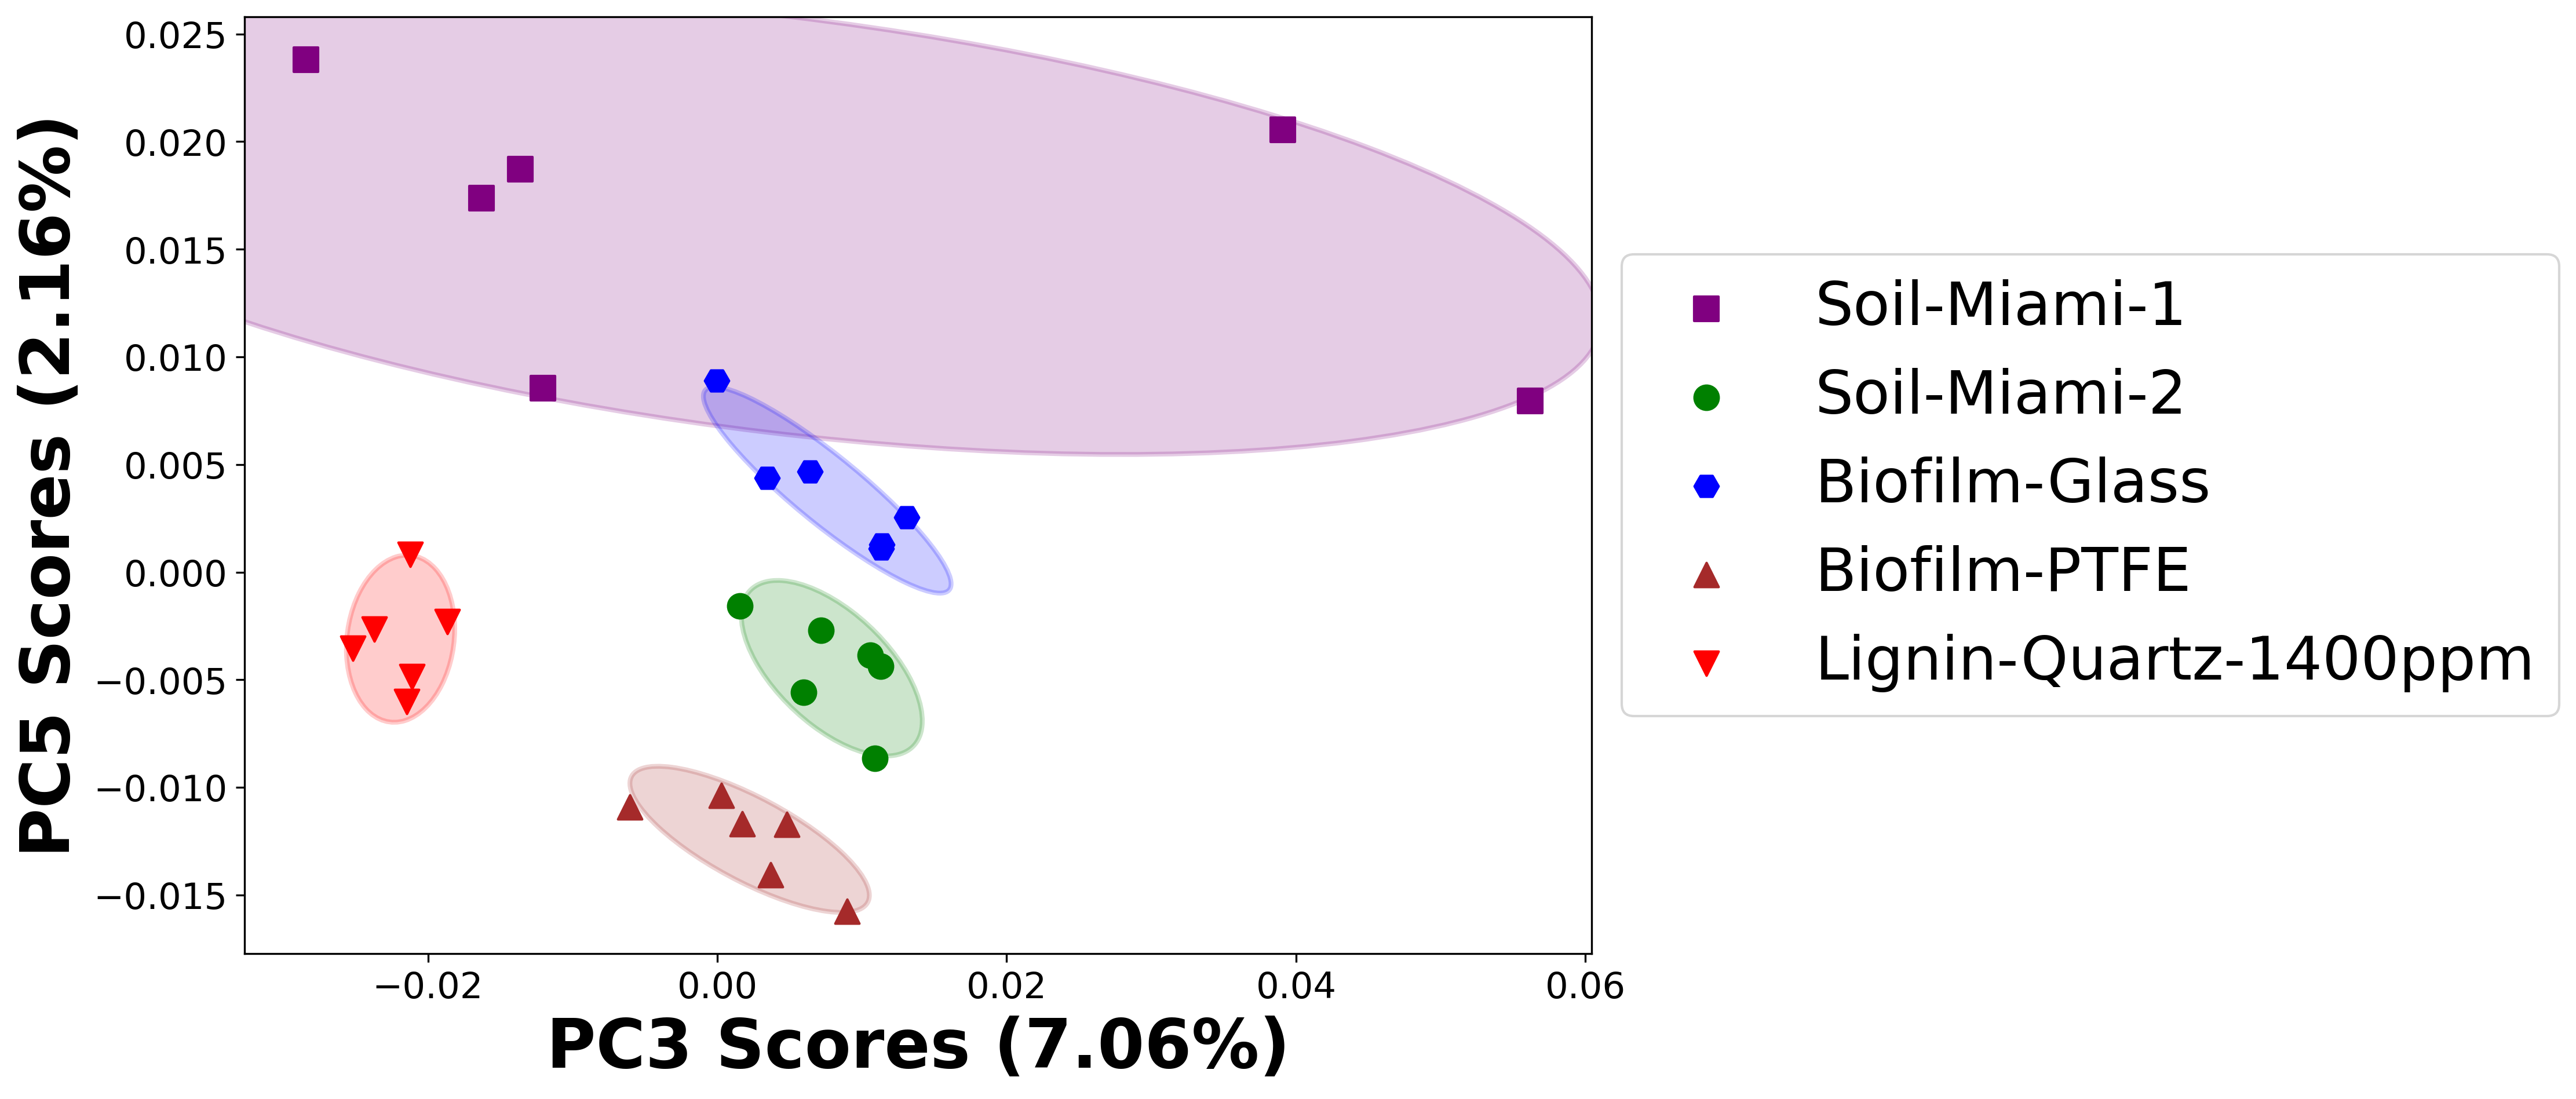 PC5 Scores (2.16%)
0.025
0.020
0.015
0.010
0.005
0.000
−0.005
−0.010
−0.015
−0.02
0.00
0.02
0.04
0.06
PC3 Scores (7.06%)
Soil-Miami-1
Soil-Miami-2
Biofilm-Glass
Biofilm-PTFE
Lignin-Quartz-1400ppm